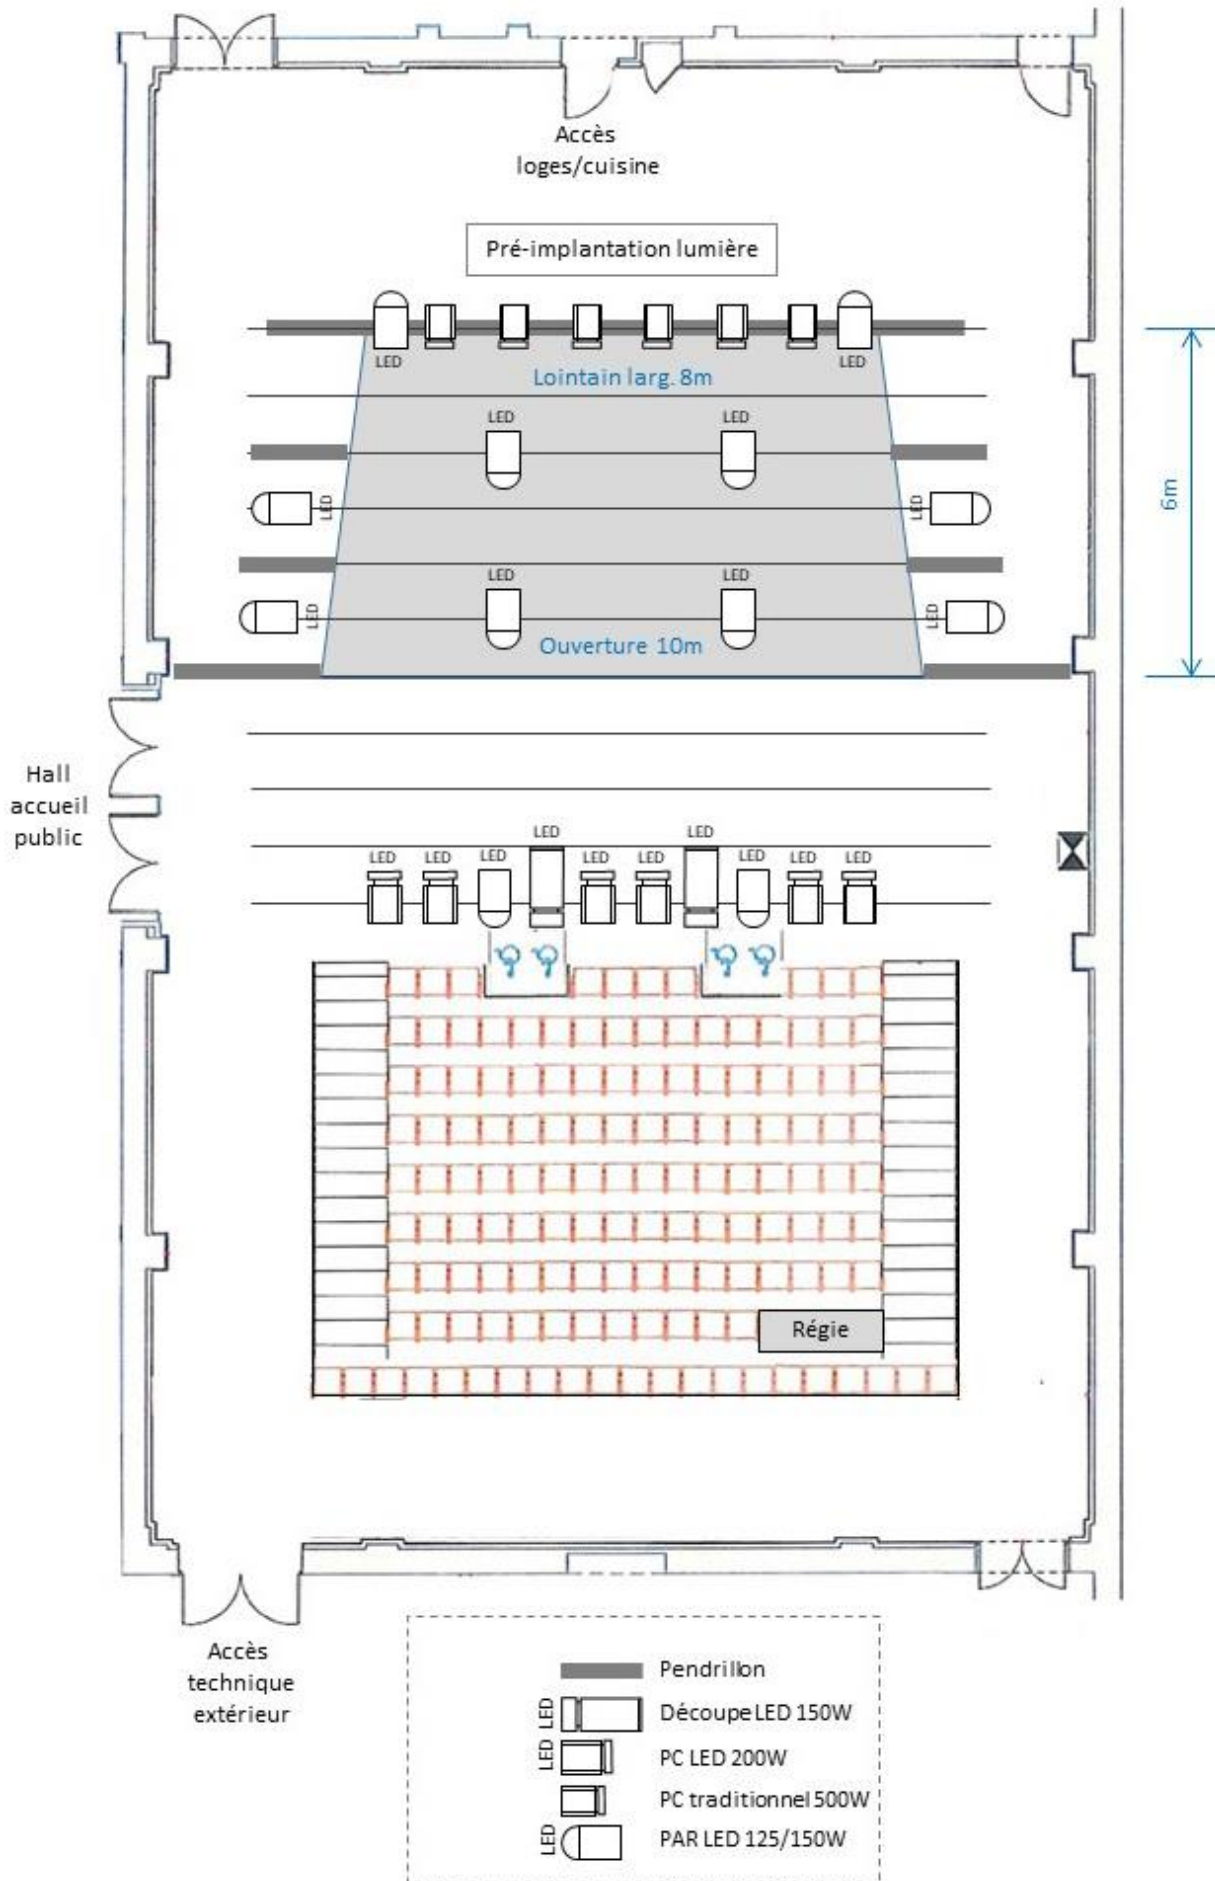 Accès
loges/cuisine
Pré-implantation lumière
LED
LED
Lointain larg. 8m
LED
LED
6m
LED
LED
LED
LED
LED
LED
Ouverture 10m
Hall
accueil
public
LED
LED
LED
LED
LED
LED
LED
LED
LED
LED
Régie
Accès
technique
extérieur
Pendrillon
LED
Découpe LED 150W
LED
PC LED 200W
PC traditionnel 500W
LED
PAR LED 125/150W